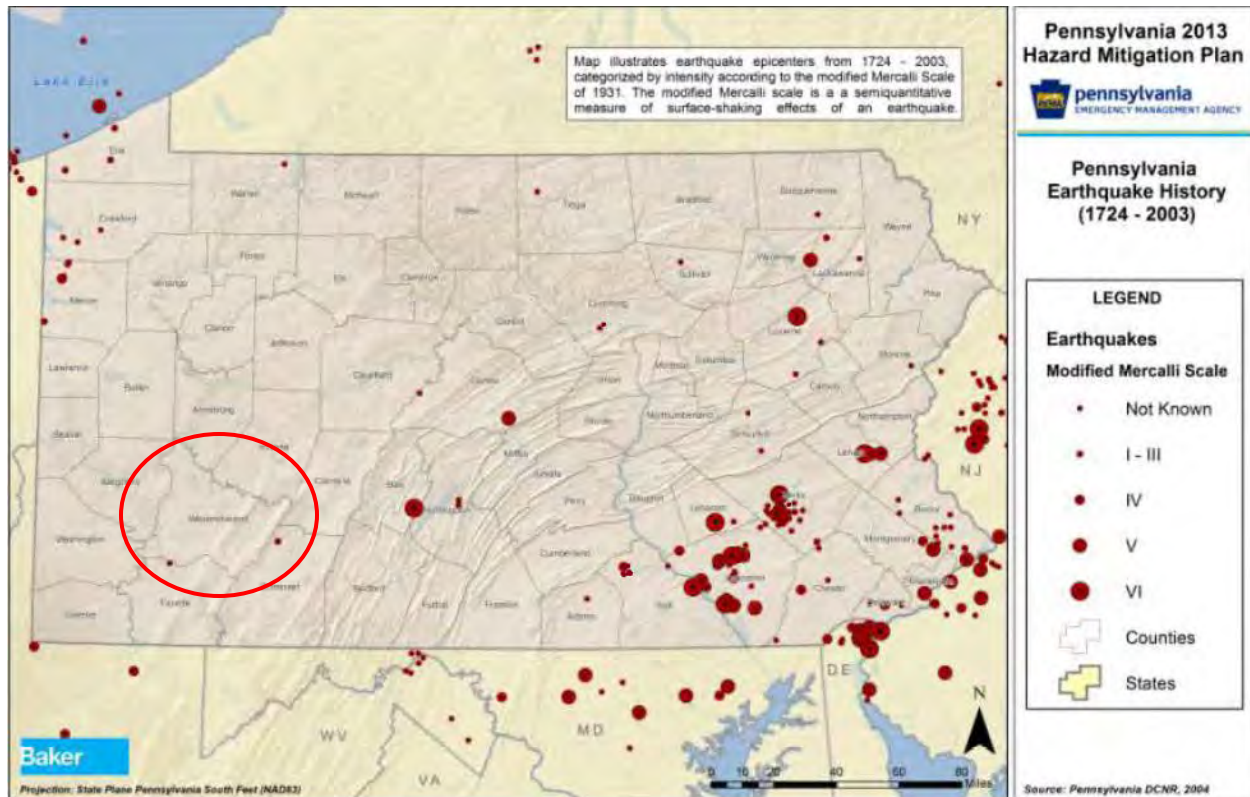 Map illustrates earthquake epicenters from 1724 - 2003,
categorized by intensity according to the modified Mercalli Scale
of 1931. The modified Mercalli scale is a a semiquantitative
measure of surface-shaking effects of an earthquake.
Lake Erie
Erie
Crawford
Warren
McKean
Potter
Tioga
Bradford
Susquehanna
Wayne
NY
Wyoming
Lackawanna
Sullivan
Pike
Mercer
Venango
Forest
Elk
Cameron
Lycoming
Clinton
Clarion
Jefferson
Luzerne
Columbia
Monroe
Lawrence
Butler
Clearfield
Centre
Union
Montour
Carbon
Armstrong
Snyder
Northumberland
Northampton
Beaver
Schuylkill
Lehigh
NJ
Indiana
Mifflin
Juniata
Allegheny
Cambria
Blair
Huntingdon
Perry
Dauphin
Lebanon
Berks
Bucks
Westmoreland
Washington
Cumberland
Montgomery
Lancaster
Chester
Philadelphia
Delaware
Greene
Fayette
Somerset
Bedford
Fulton
Franklin
Adams
York
DE
MD
WV
VA
N
0 10 20 40 60 80
Miles
Baker
Projection: State Plane Pennsylvania South Feet (NAD83)
Pennsylvania 2013
Hazard Mitigation Plan
PEMA
pennsylvania
EMERGENCY MANAGEMENT AGENCY
Pennsylvania
Earthquake History
(1724 - 2003)
LEGEND
Earthquakes
Modified Mercalli Scale
Not Known
I - III
IV
V
VI
Counties
States
Source: Pennsylvania DCNR, 2004